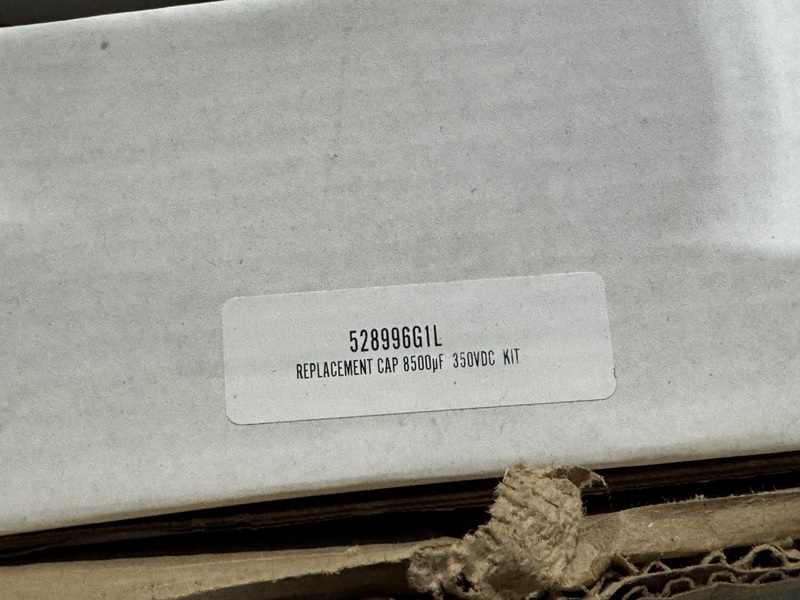 528996G1L
REPLACEMENT CAP 8500µF 350VDC KIT